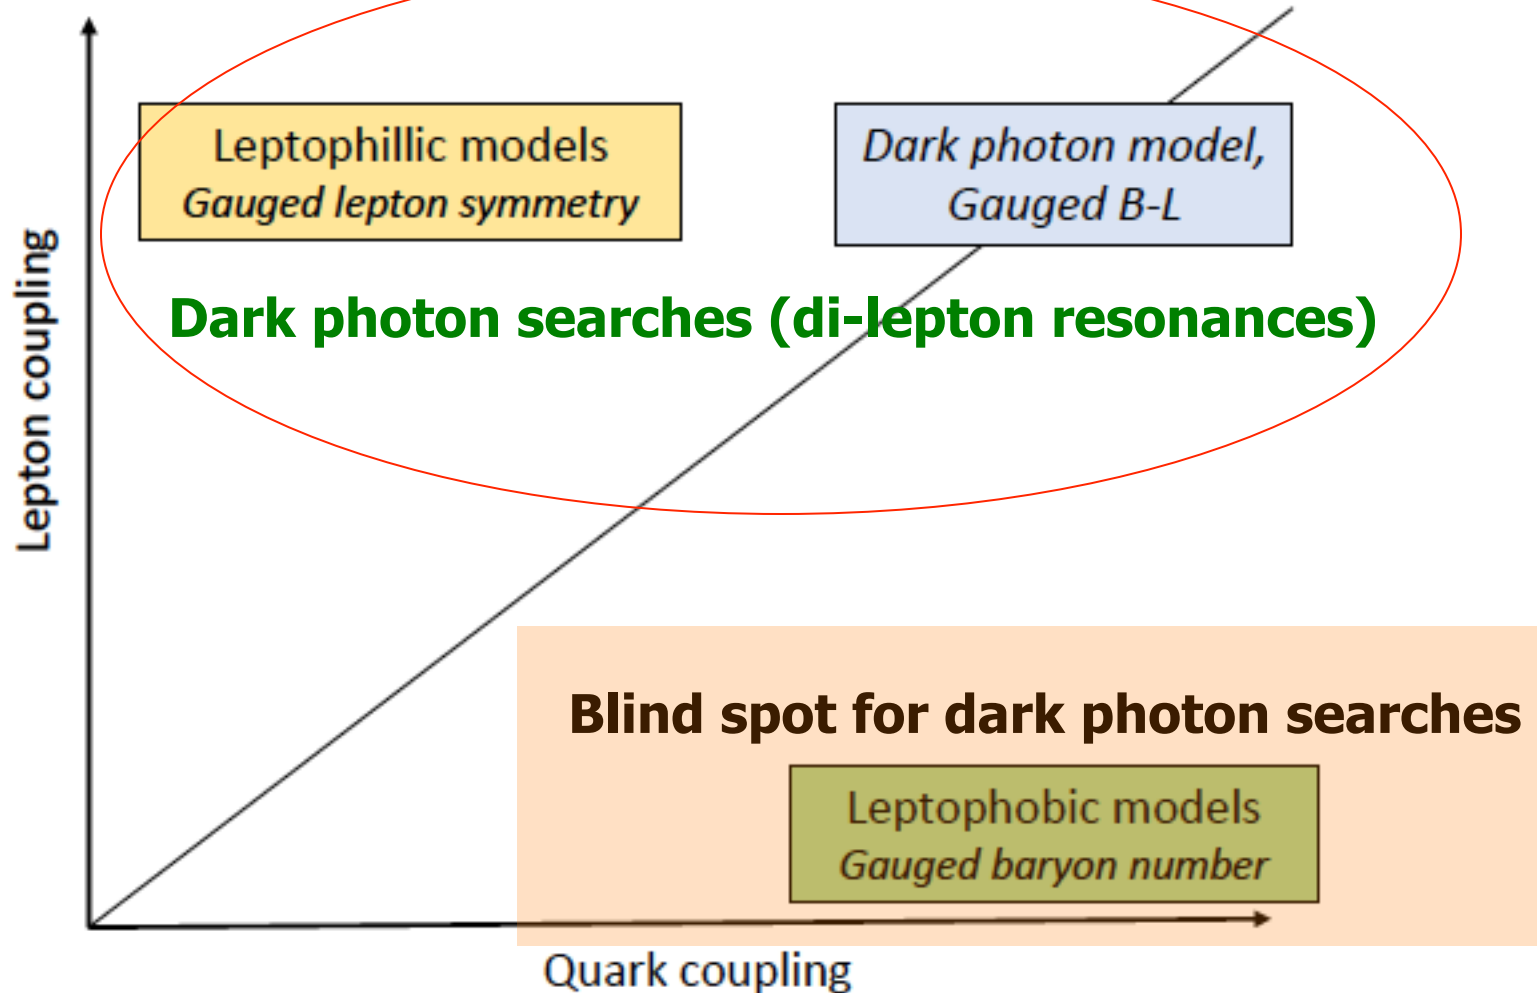 Leptophillic models
Gauged lepton symmetry
Dark photon model,
Gauged B-L
Dark photon searches (di-lepton resonances)
Lepton coupling
Blind spot for dark photon searches
Leptophobic models
Gauged baryon number
Quark coupling